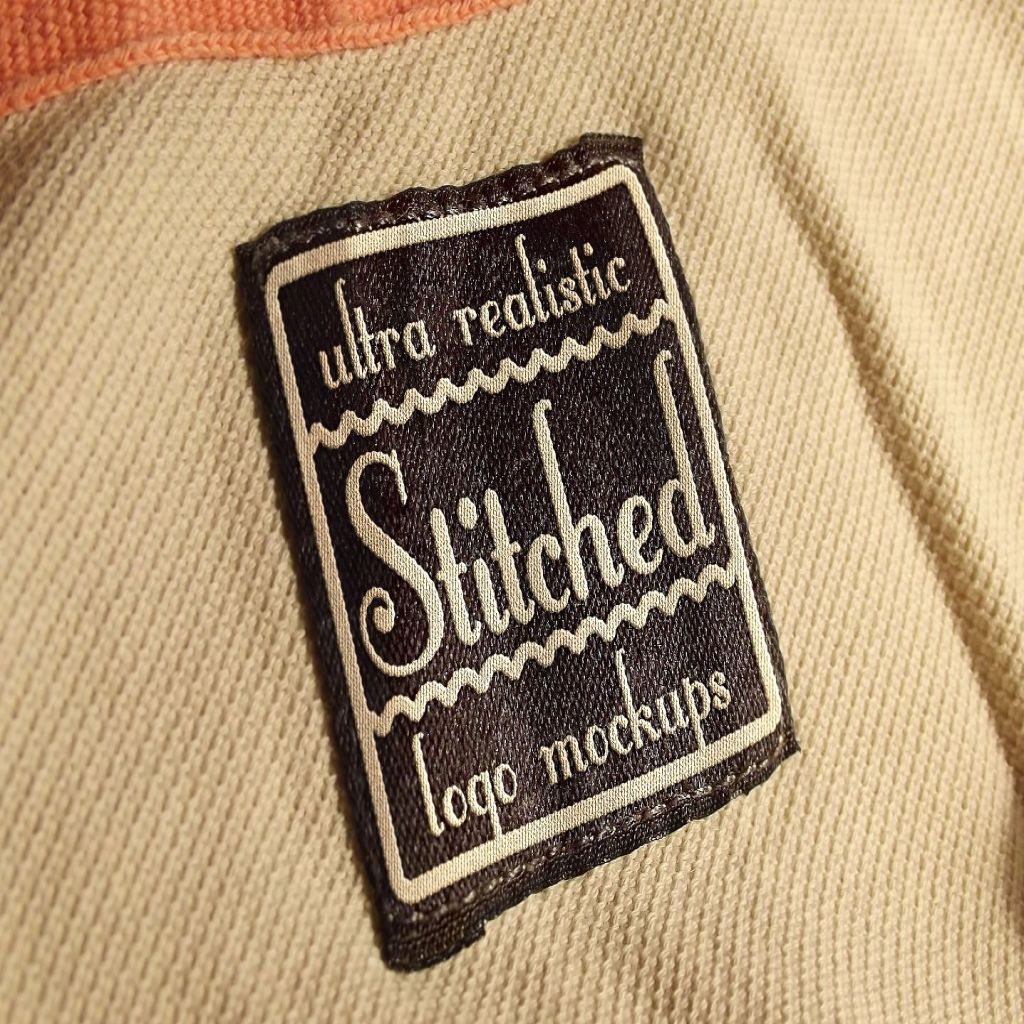 ultra realistic
Stitched
logo mockups